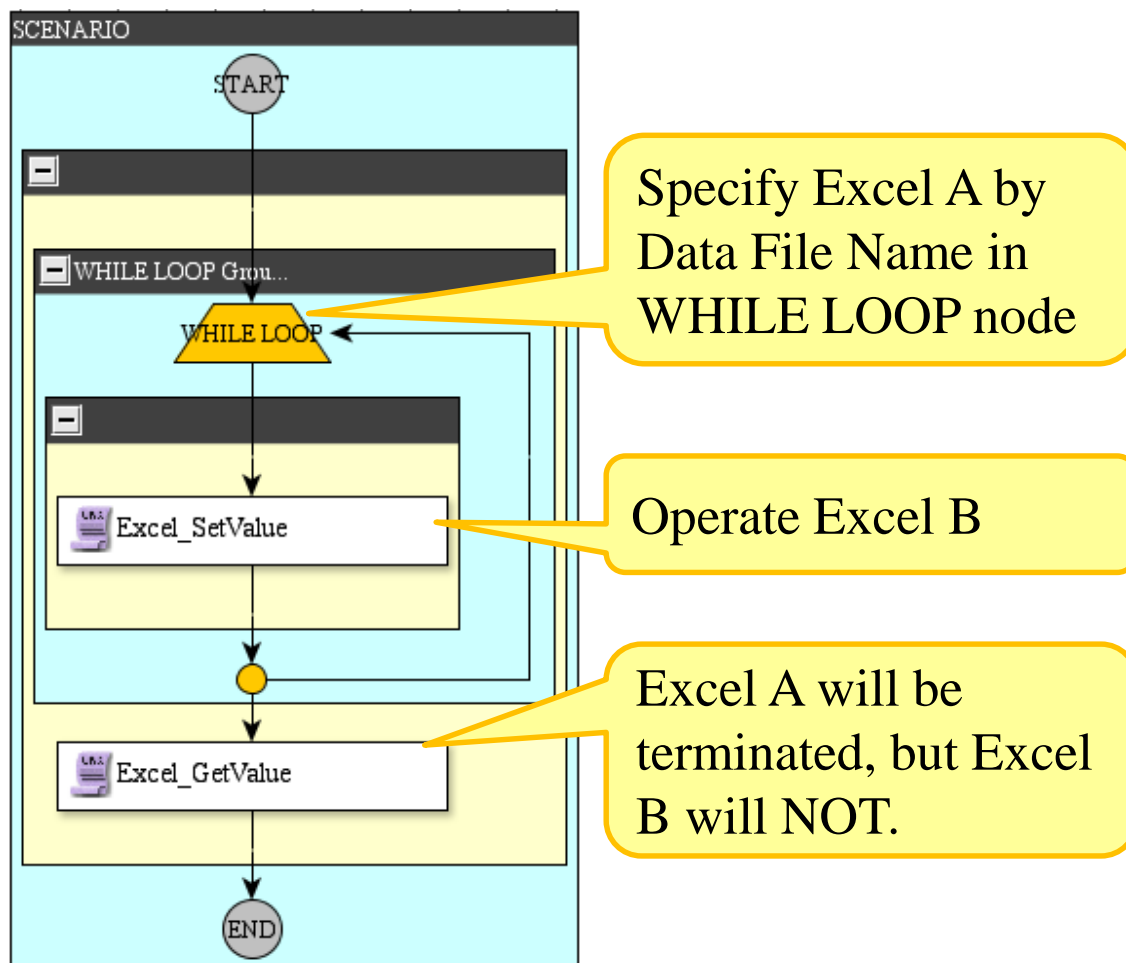 SCENARIO
START
Specify Excel A by
Data File Name in
WHILE LOOP node
WHILE LOOP Grou...
WHILE LOOP
Excel_SetValue
Operate Excel B
Excel A will be
terminated, but Excel
B will NOT.
Excel_GetValue
END